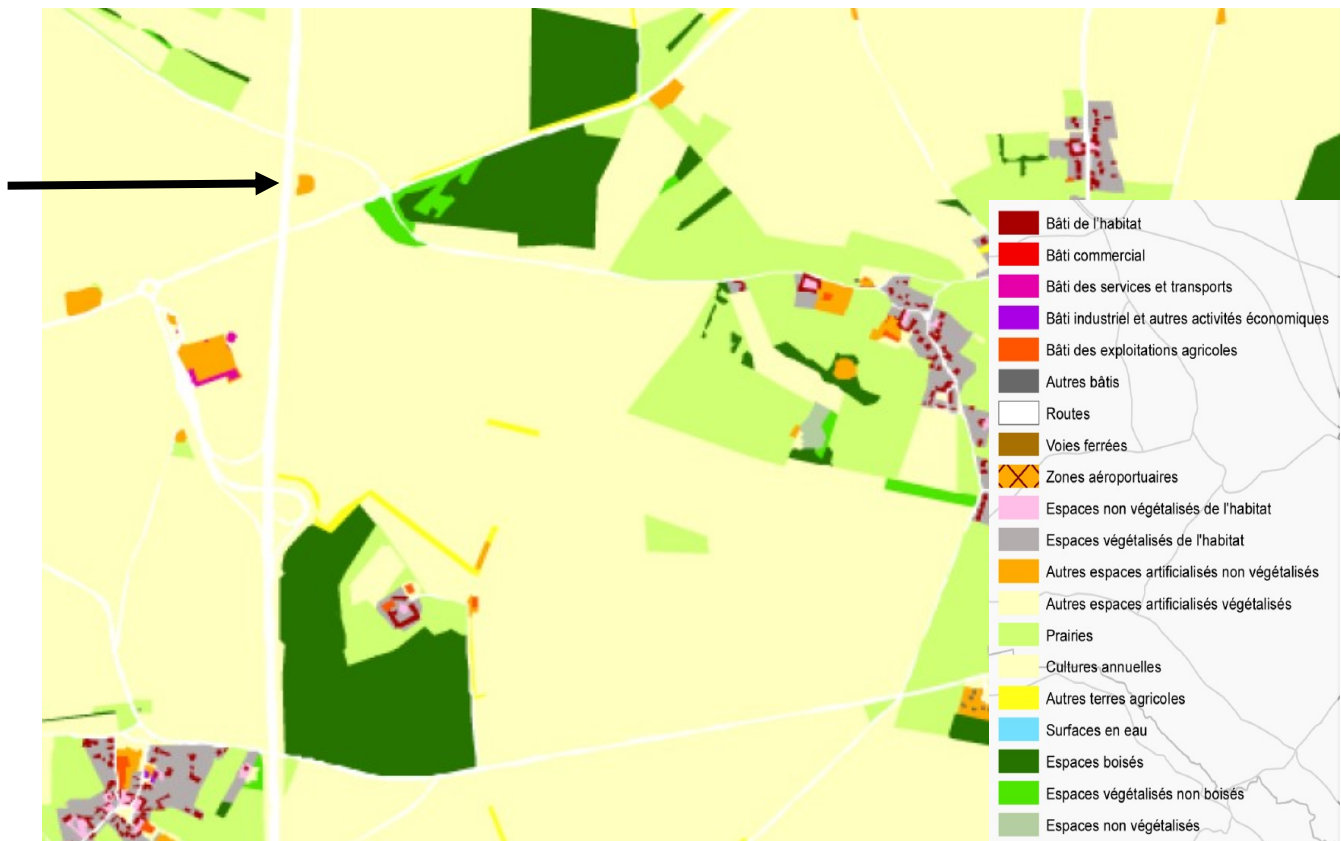 Bâti de l'habitat
Bâti commercial
Bâti des services et transports
Bâti industriel et autres activités économiques
Bâti des exploitations agricoles
Autres bâtis
Routes
Voies ferrées
Zones aéroportuaires
Espaces non végétalisés de l'habitat
Espaces végétalisés de l'habitat
Autres espaces artificialisés non végétalisés
Autres espaces artificialisés végétalisés
Prairies
Cultures annuelles
Autres terres agricoles
Surfaces en eau
Espaces boisés
Espaces végétalisés non boisés
Espaces non végétalisés